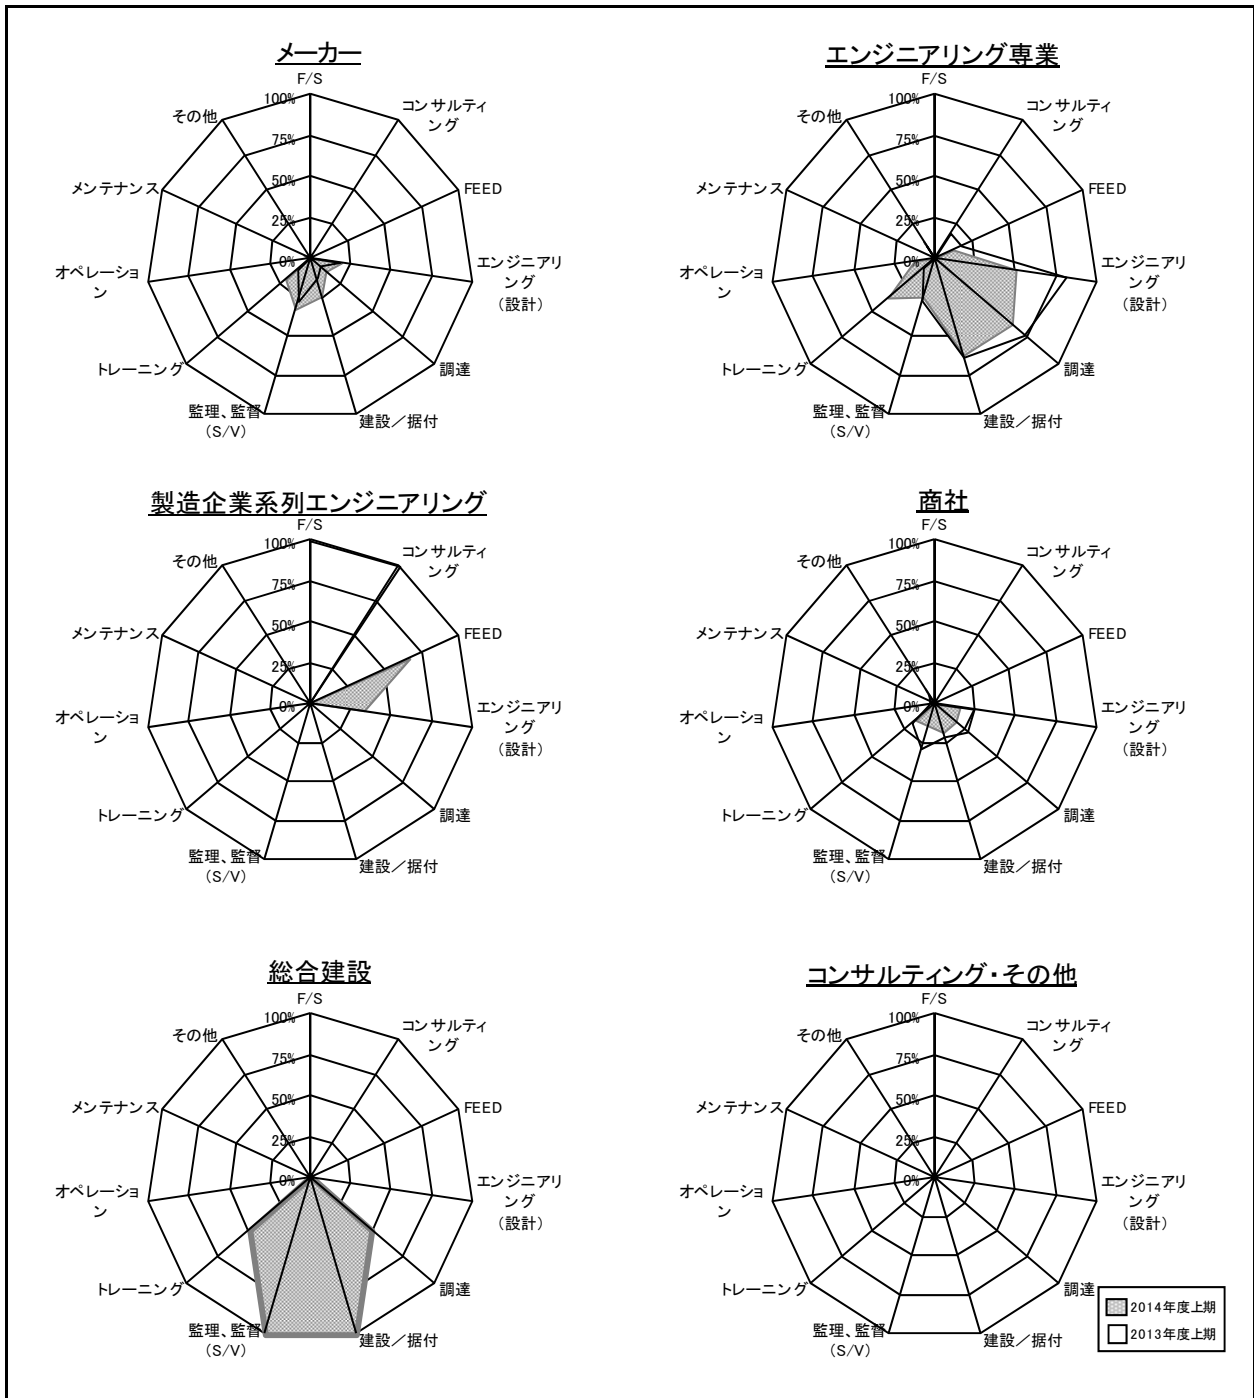 メーカー
F/S
100%
コンサルティ
ング
その他
75%
メンテナンス
50%
FEED
25%
0%
オペレーショ
ン
エンジニアリ
ング
（設計）
トレーニング
調達
監理、監督
（S/V）
建設／据付
エンジニアリング専業
F/S
100%
コンサルティ
ング
その他
75%
メンテナンス
50%
FEED
25%
0%
オペレーショ
ン
エンジニアリ
ング
（設計）
トレーニング
調達
監理、監督
（S/V）
建設／据付
製造企業系列エンジニアリング
F/S
100%
コンサルティ
ング
その他
75%
メンテナンス
50%
FEED
25%
0%
オペレーショ
ン
エンジニアリ
ング
（設計）
トレーニング
調達
監理、監督
（S/V）
建設／据付
商社
F/S
100%
コンサルティ
ング
その他
75%
メンテナンス
50%
FEED
25%
0%
オペレーショ
ン
エンジニアリ
ング
（設計）
トレーニング
調達
監理、監督
（S/V）
建設／据付
総合建設
F/S
100%
コンサルティ
ング
その他
75%
メンテナンス
50%
FEED
25%
0%
オペレーショ
ン
エンジニアリ
ング
（設計）
トレーニング
調達
監理、監督
（S/V）
建設／据付
コンサルティング・その他
F/S
100%
コンサルティ
ング
その他
75%
メンテナンス
50%
FEED
25%
0%
オペレーショ
ン
エンジニアリ
ング
（設計）
トレーニング
調達
監理、監督
（S/V）
建設／据付
2014年度上期
2013年度上期